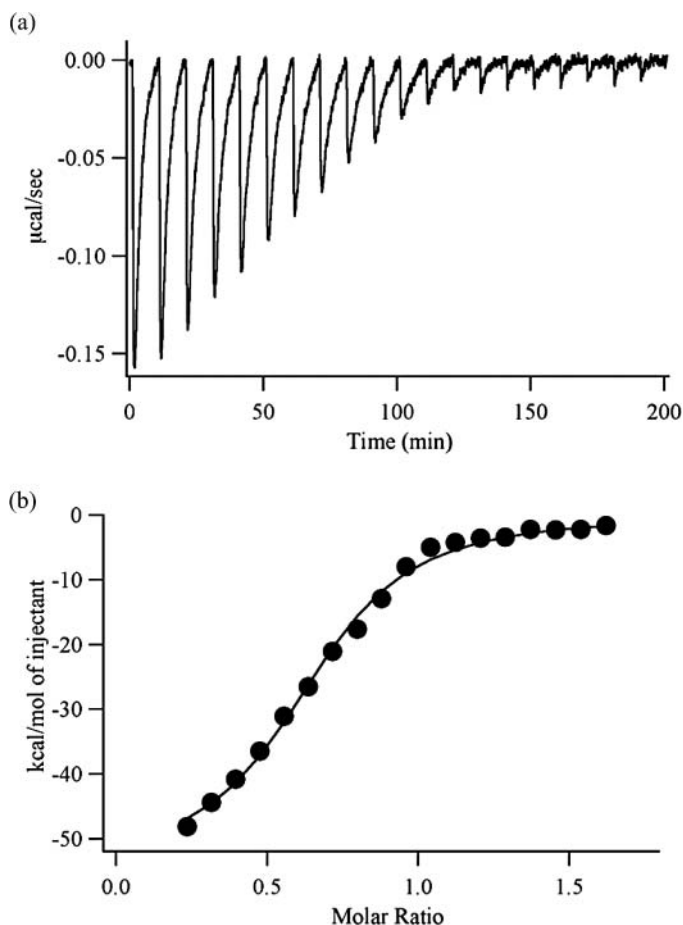 (a)
0.00
-0.05
-0.10
-0.15
μcal/sec
0 50 100 150 200
Time (min)
(b)
0
-10
-20
-30
-40
-50
kcal/mol of injectant
0.0 0.5 1.0 1.5
Molar Ratio